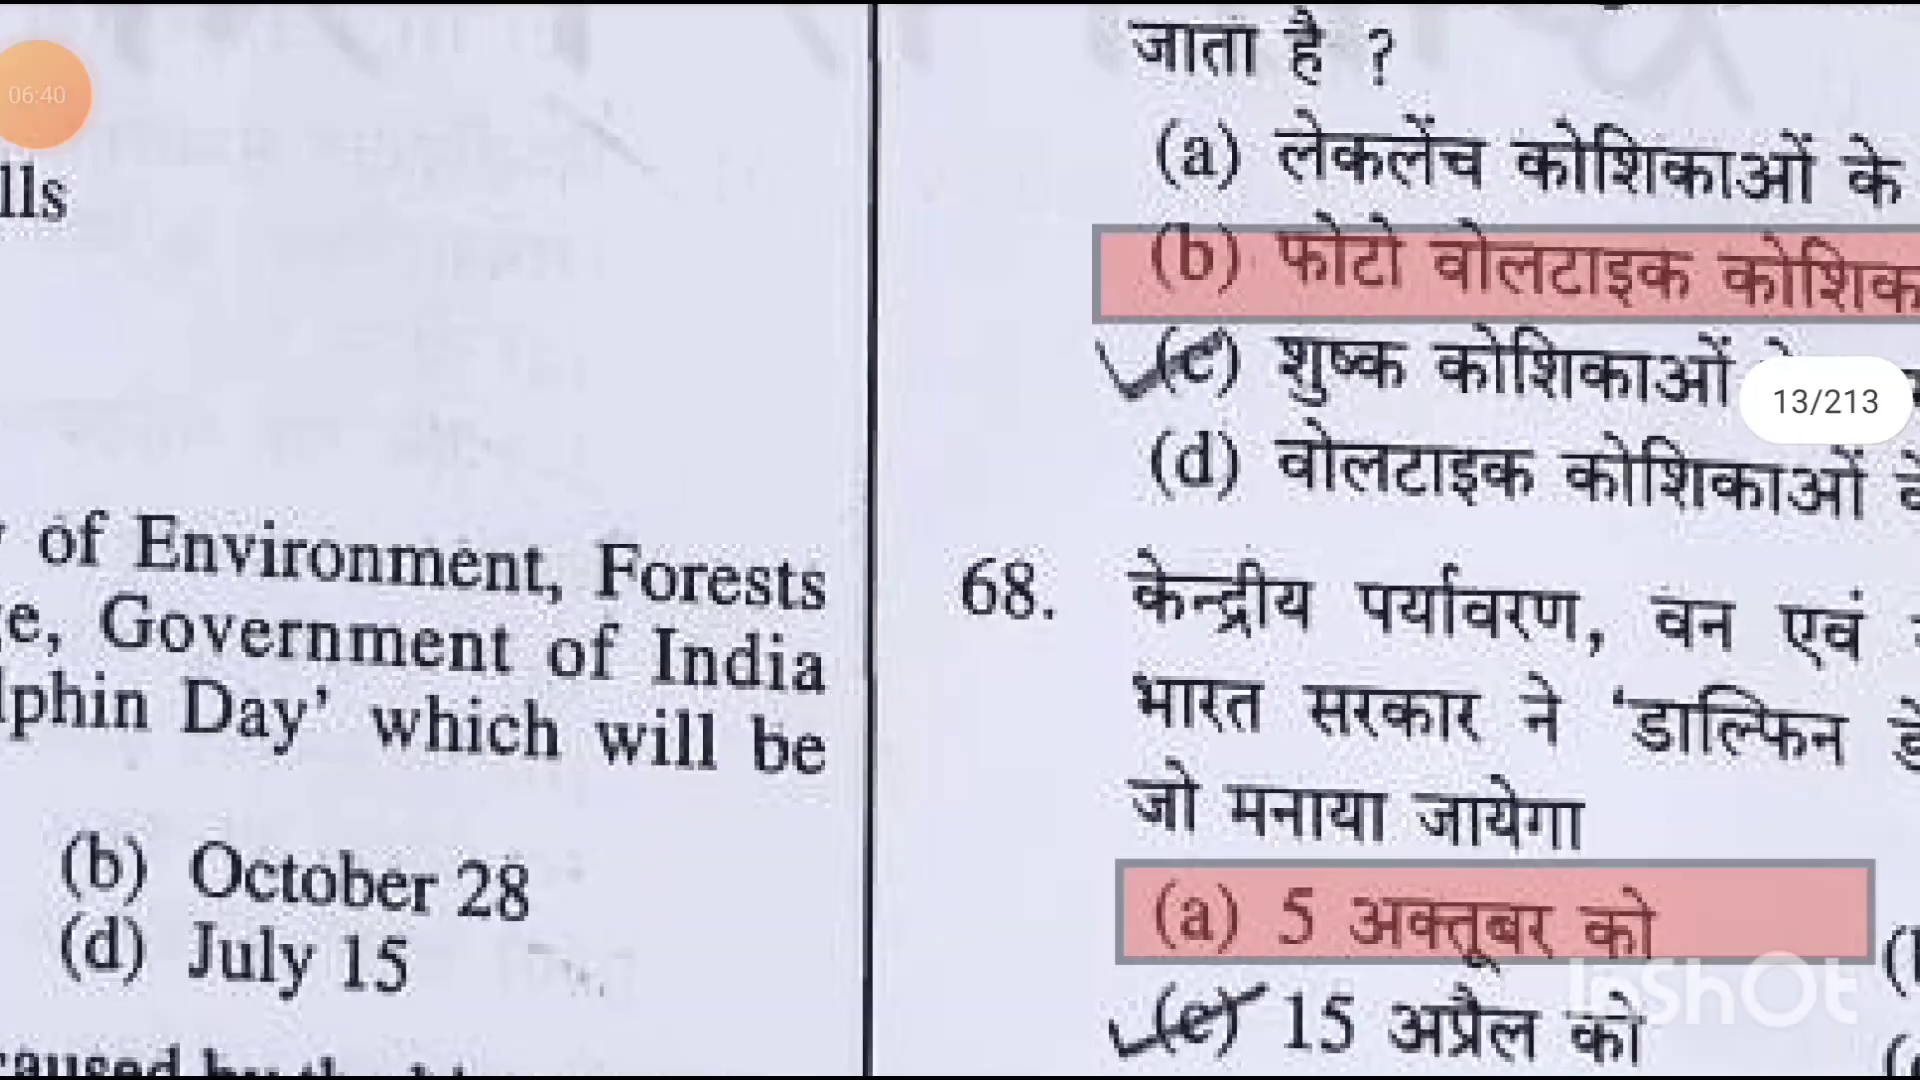 06:40
lls
of Environment, Forests
e, Government of India
lphin Day' which will be
(b) October 28
(d) July 15
जाता है ?
(a) लेकलेंच कोशिकाओं के
(b) फोटो वोलटाइक
(c) शुष्क कोशिकाओं
13/213
(d) वोलटाइक कोशिकाओं
68. केन्द्रीय पर्यावरण, वन एवं
भारत सरकार ने 'डाल्फिन
जो मनाया जायेगा
(a) 5 अक्तूबर को
(c) 15 अप्रैल को
InShOt